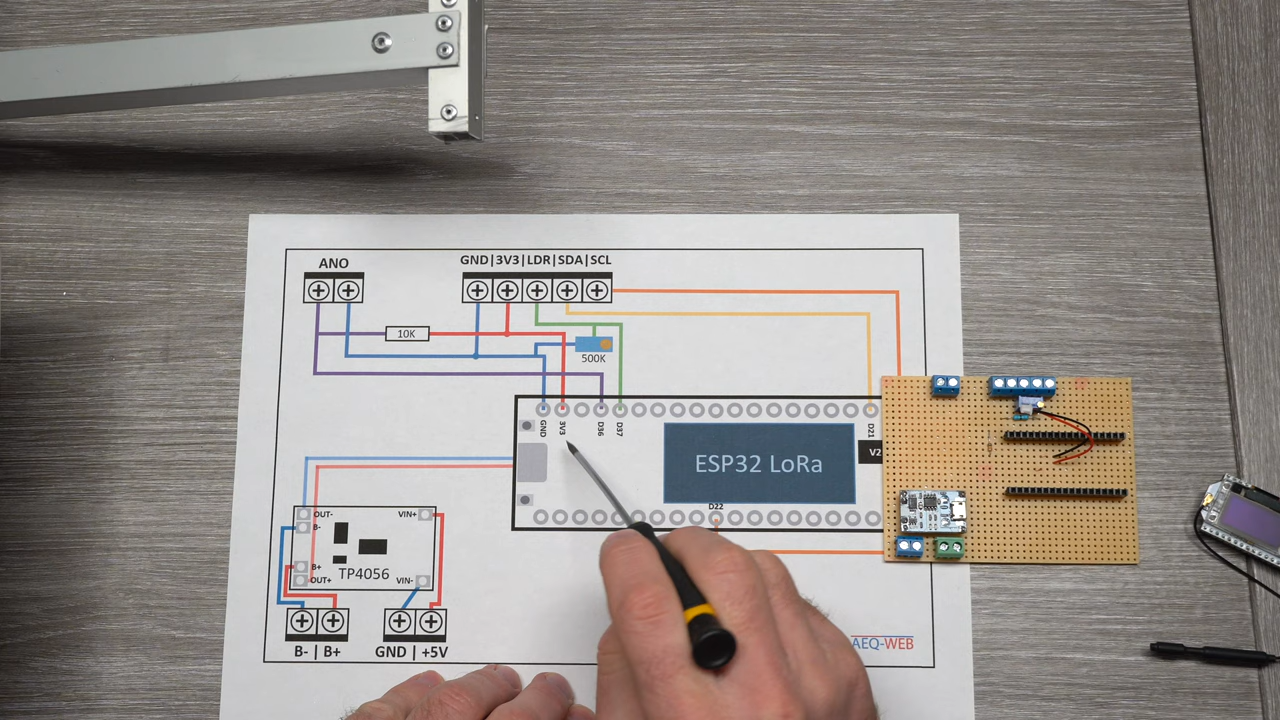 ANO
GND|3V3|LDR|SDA|SCL
10K
500K
GND
3V3
D36
D37
D21
V2
ESP32 LoRa
D22
OUT-
B-
VIN+
B+
OUT+
TP4056
VIN-
B- | B+
GND | +5V
AEQ-WEB